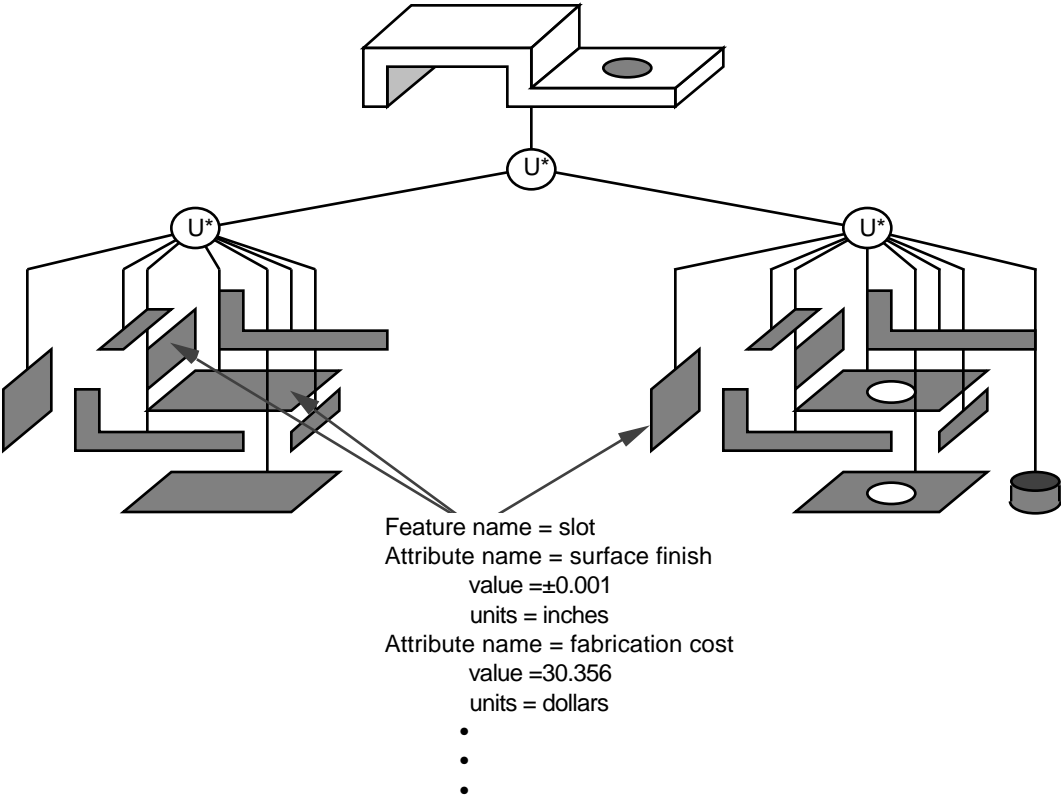 U*
U*
U*
Feature name = slot
Attribute name = surface finish
value =±0.001
units = inches
Attribute name = fabrication cost
value =30.356
units = dollars
•
•
•